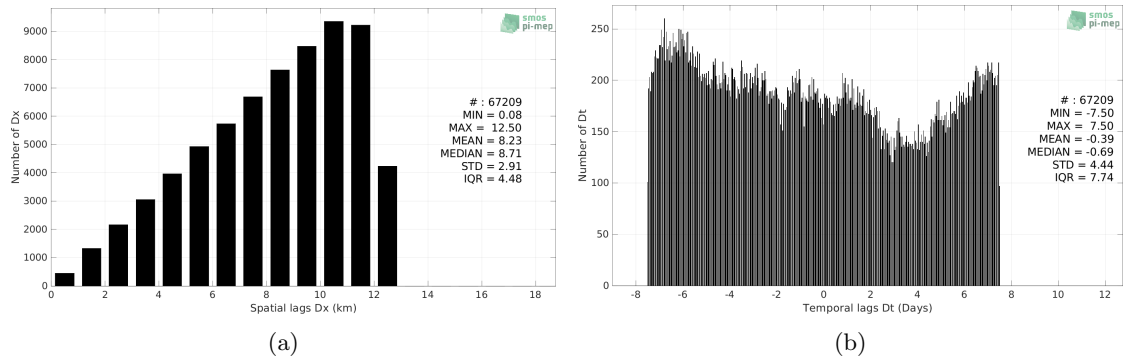 9000
8000
7000
6000
5000
4000
3000
2000
1000
0
Number of Dx
0 2 4 6 8 10 12 14 16 18
Spatial lags Dx (km)
smos
pi-mep
# : 67209
MIN = 0.08
MAX = 12.50
MEAN = 8.23
MEDIAN = 8.71
STD = 2.91
IQR = 4.48
(a)
250
200
150
100
50
0
Number of Dt
-8 -6 -4 -2 0 2 4 6 8 10 12
Temporal lags Dt (Days)
smos
pi-mep
# : 67209
MIN = -7.50
MAX = 7.50
MEAN = -0.39
MEDIAN = -0.69
STD = 4.44
IQR = 7.74
(b)